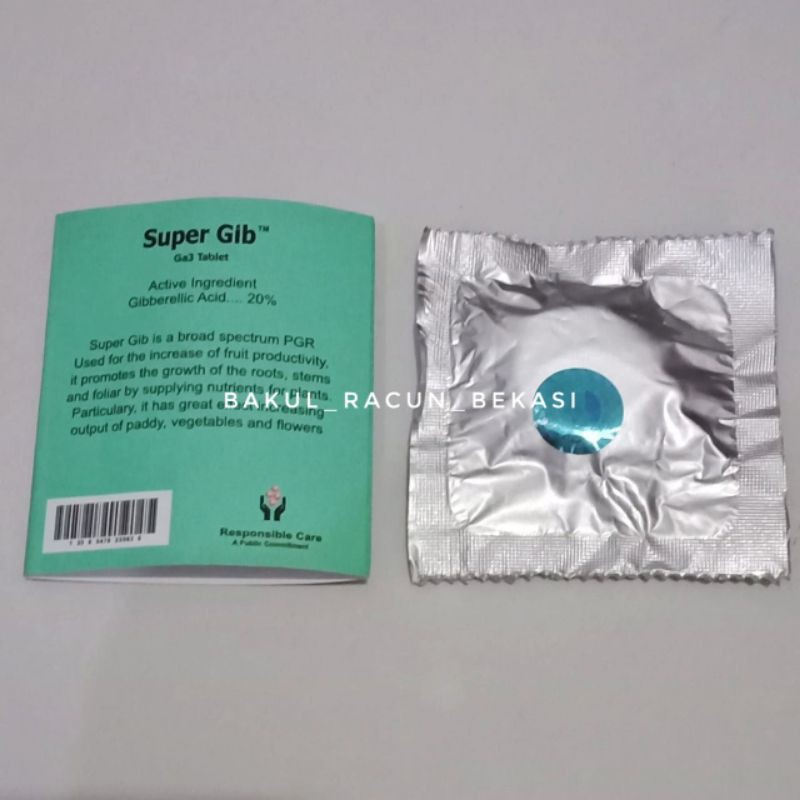 Super Gib™
Ga3 Tablet
Active Ingredient
Gibberellic Acid.... 20%
Super Gib is a broad spectrum PGR
Used for the increase of fruit productivity,
it promotes the growth of the roots, stems
and foliar by supplying nutrients for plants.
Particulary, it has great effect increasing
output of paddy, vegetables and flowers
BAKUL_RACUN_BEKASI
Responsible Care
A Public Commitment